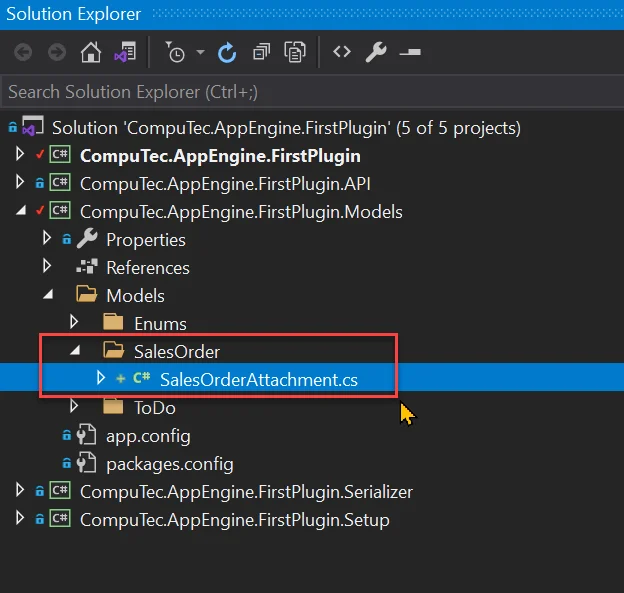 Solution Explorer
Search Solution Explorer (Ctrl+;)
Solution 'CompuTec.AppEngine.FirstPlugin' (5 of 5 projects)
C# CompuTec.AppEngine.FirstPlugin
C# CompuTec.AppEngine.FirstPlugin.API
C# CompuTec.AppEngine.FirstPlugin.Models
Properties
References
Models
Enums
SalesOrder
C# SalesOrderAttachment.cs
ToDo
app.config
packages.config
C# CompuTec.AppEngine.FirstPlugin.Serializer
C# CompuTec.AppEngine.FirstPlugin.Setup